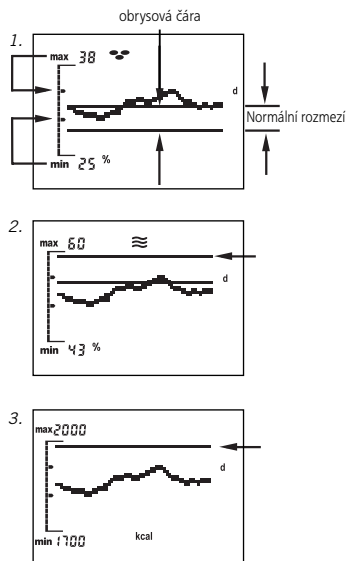 obrysová čára
1.
max 38
d
Normální rozmezí
min 25 %
2.
max 60
d
min 43 %
3.
max 2000
d
min 1700 kcal